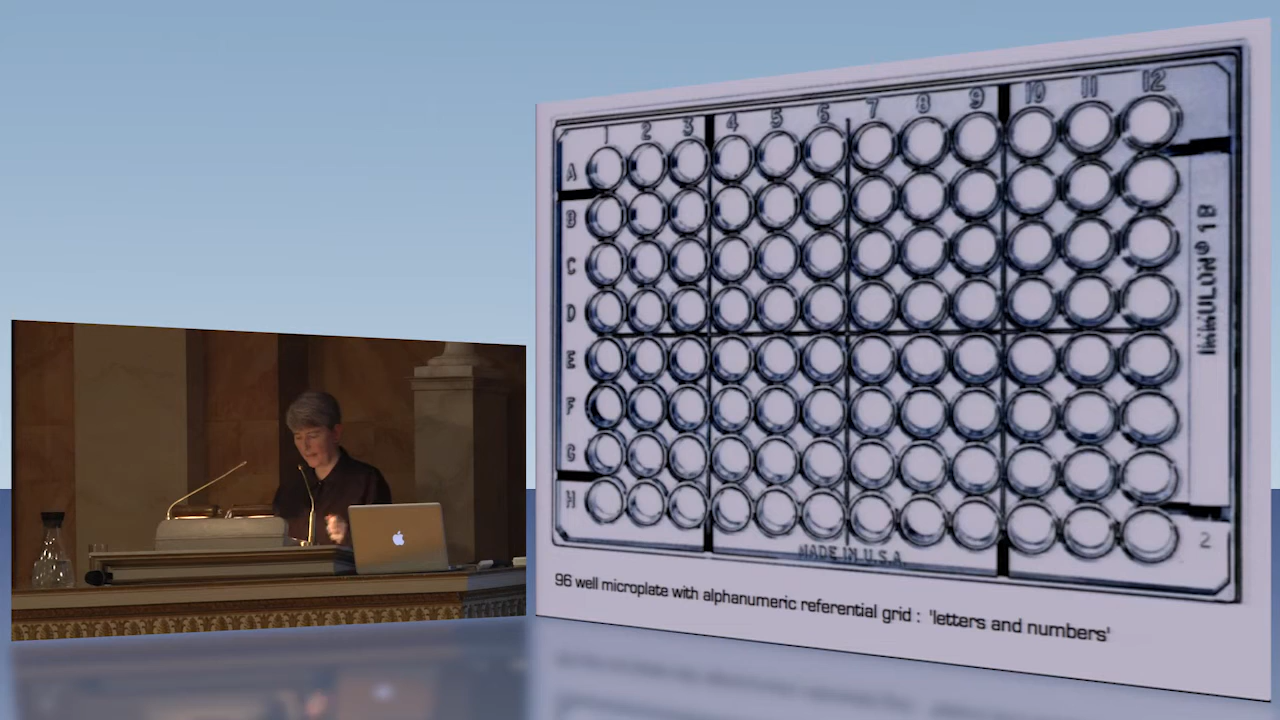 1 2 3 4 5 6 7 8 9 10 11 12
A
B
C
D
E
F
G
H
IMMULON® 1 B
2
MADE IN U.S.A.
96 well microplate with alphanumeric referential grid : 'letters and numbers'